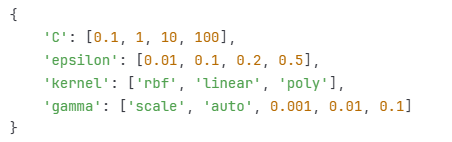 {
    'C': [0.1, 1, 10, 100],
    'epsilon': [0.01, 0.1, 0.2, 0.5],
    'kernel': ['rbf', 'linear', 'poly'],
    'gamma': ['scale', 'auto', 0.001, 0.01, 0.1]
}